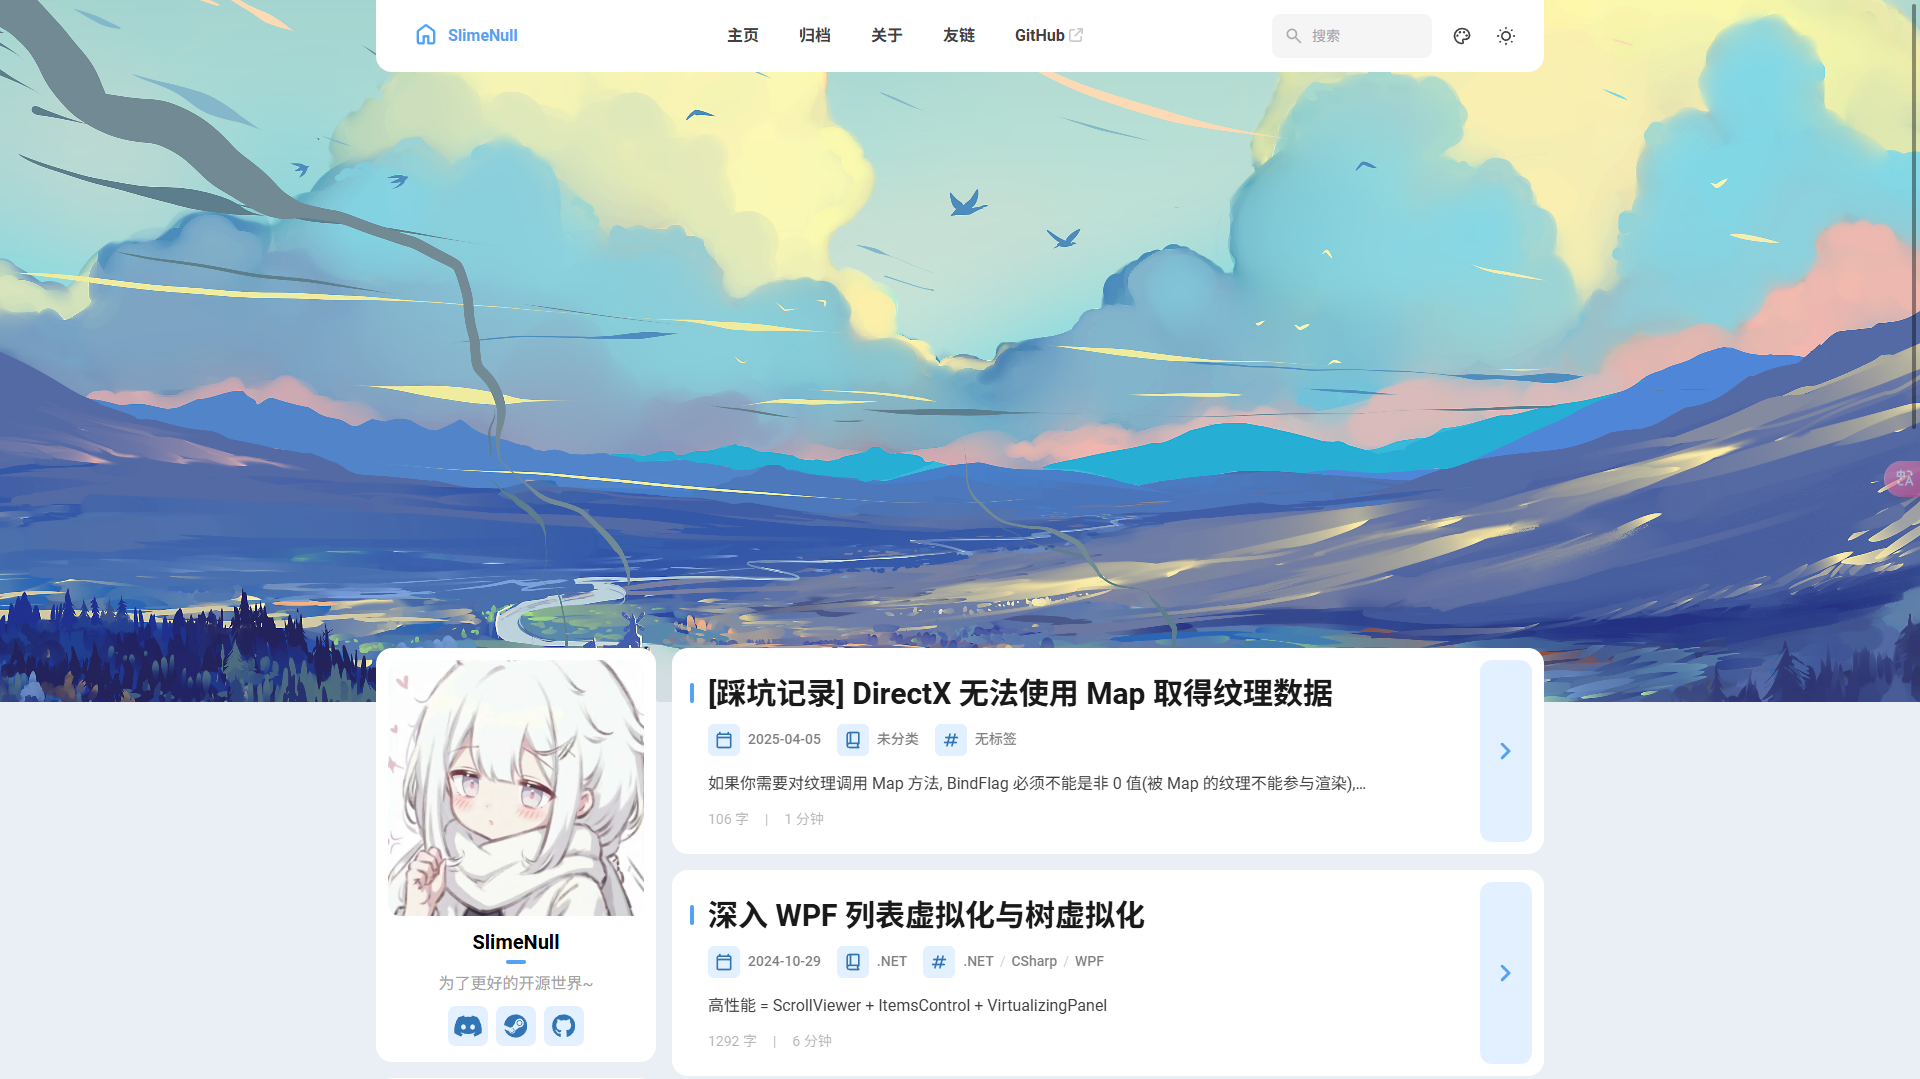 SlimeNull
主页 归档 关于 友链 GitHub
搜索
[踩坑记录] DirectX 无法使用 Map 取得纹理数据
2025-04-05 未分类 无标签
如果你需要对纹理调用 Map 方法, BindFlag 必须不能是非 0 值(被 Map 的纹理不能参与渲染),...
106 字 | 1 分钟
SlimeNull
为了更好的开源世界~
深入 WPF 列表虚拟化与树虚拟化
2024-10-29 .NET .NET / CSharp / WPF
高性能 = ScrollViewer + ItemsControl + VirtualizingPanel
1292 字 | 6 分钟